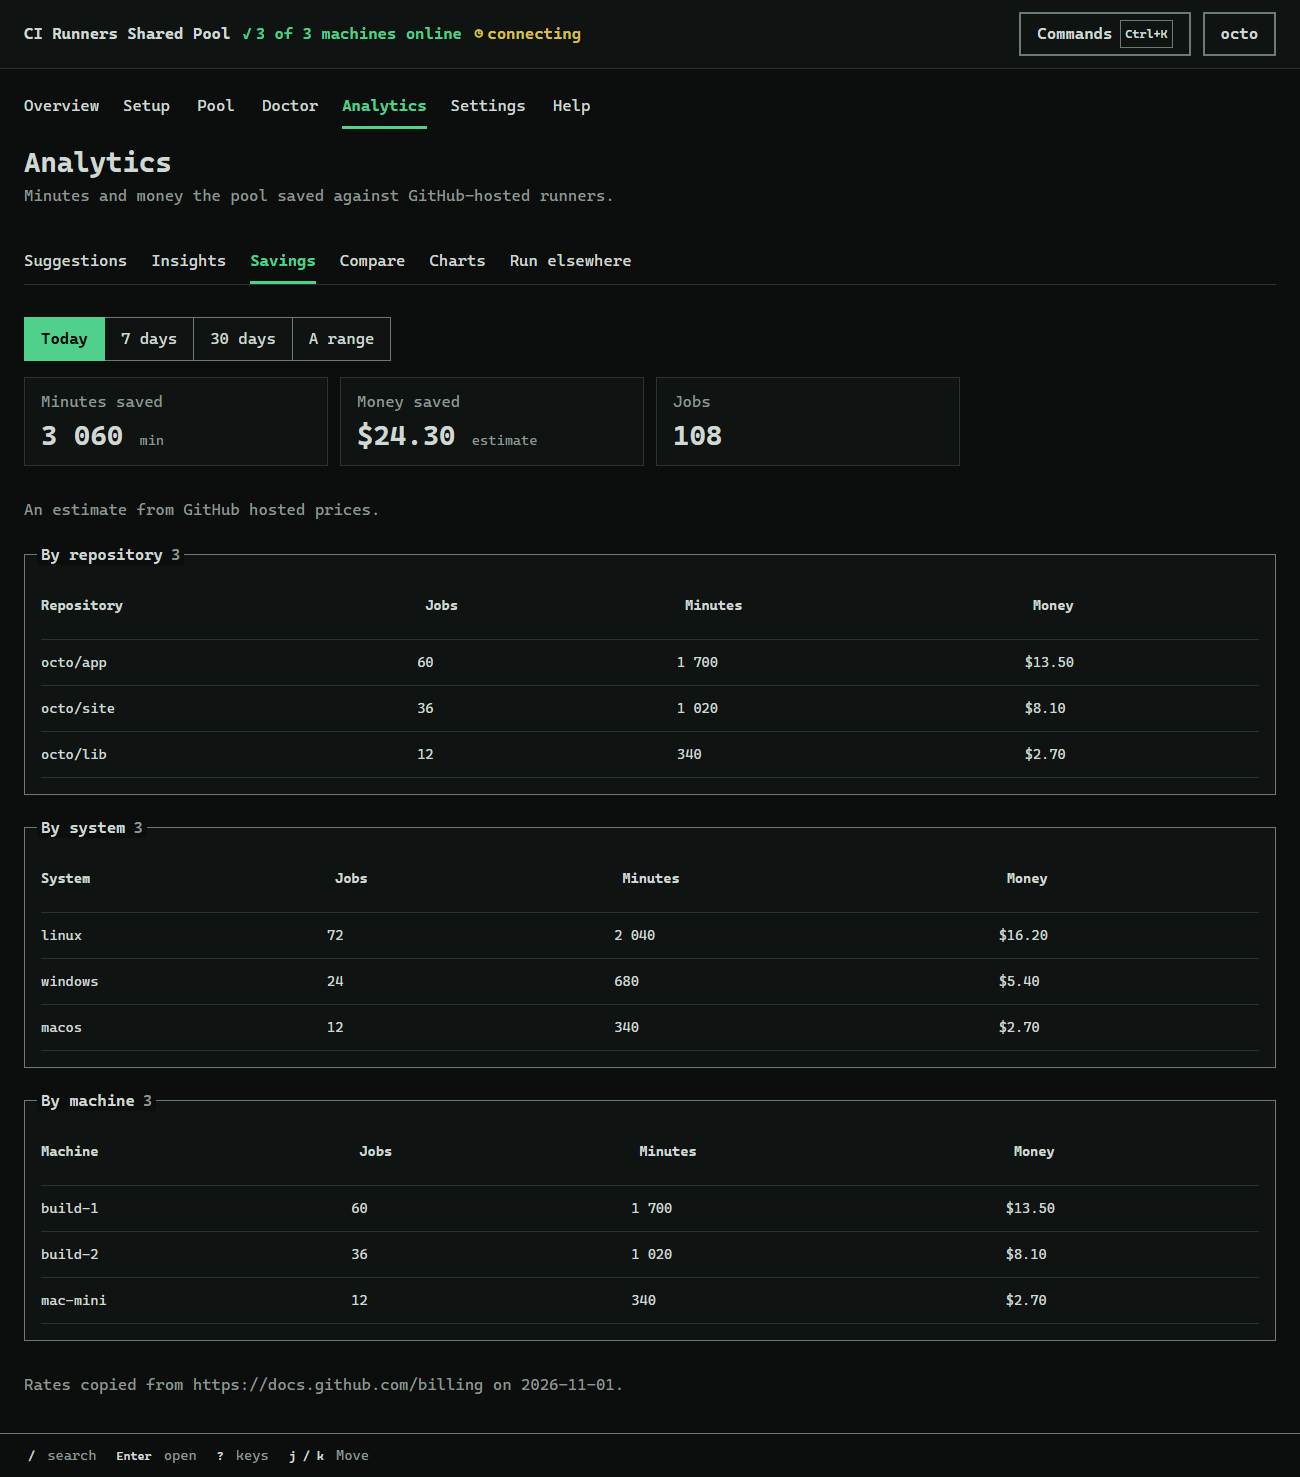 CI Runners Shared Pool ✓ 3 of 3 machines online connecting Commands Ctrl+K octo
Overview Setup Pool Doctor Analytics Settings Help
Analytics
Minutes and money the pool saved against GitHub-hosted runners.
Suggestions Insights Savings Compare Charts Run elsewhere
Today 7 days 30 days A range
Minutes saved Money saved Jobs
3 060 min $24.30 estimate 108
An estimate from GitHub hosted prices.
By repository 3
Repository Jobs Minutes Money
octo/app 60 1 700 $13.50
octo/site 36 1 020 $8.10
octo/lib 12 340 $2.70
By system 3
System Jobs Minutes Money
linux 72 2 040 $16.20
windows 24 680 $5.40
macos 12 340 $2.70
By machine 3
Machine Jobs Minutes Money
build-1 60 1 700 $13.50
build-2 36 1 020 $8.10
mac-mini 12 340 $2.70
Rates copied from https://docs.github.com/billing on 2026-11-01.
/ search Enter open ? keys j / k Move